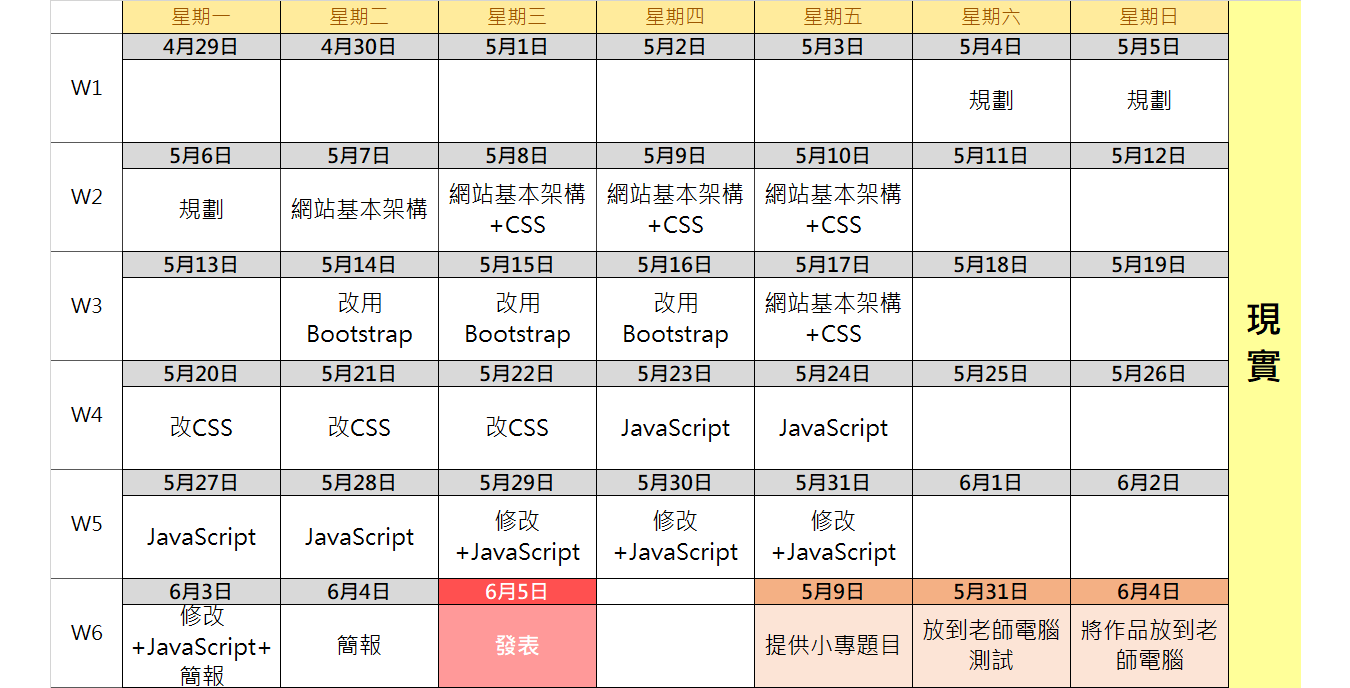 星期一 星期二 星期三 星期四 星期五 星期六 星期日
4月29日 4月30日 5月1日 5月2日 5月3日 5月4日 5月5日
W1
規劃 規劃
5月6日 5月7日 5月8日 5月9日 5月10日 5月11日 5月12日
W2
規劃
網站基本架構
網站基本架構
+CSS
網站基本架構
+CSS
網站基本架構
+CSS
5月13日 5月14日 5月15日 5月16日 5月17日 5月18日 5月19日
W3
改用
Bootstrap
改用
Bootstrap
改用
Bootstrap
網站基本架構
+CSS
5月20日 5月21日 5月22日 5月23日 5月24日 5月25日 5月26日
W4
改CSS 改CSS 改CSS JavaScript JavaScript
5月27日 5月28日 5月29日 5月30日 5月31日 6月1日 6月2日
W5
JavaScript
JavaScript
修改
+JavaScript
修改
+JavaScript
修改
+JavaScript
6月3日 6月4日 6月5日 5月9日 5月31日 6月4日
W6
修改
+JavaScript+
簡報
簡報
發表
提供小專題目
放到老師電腦
測試
將作品放到老
師電腦
現
實